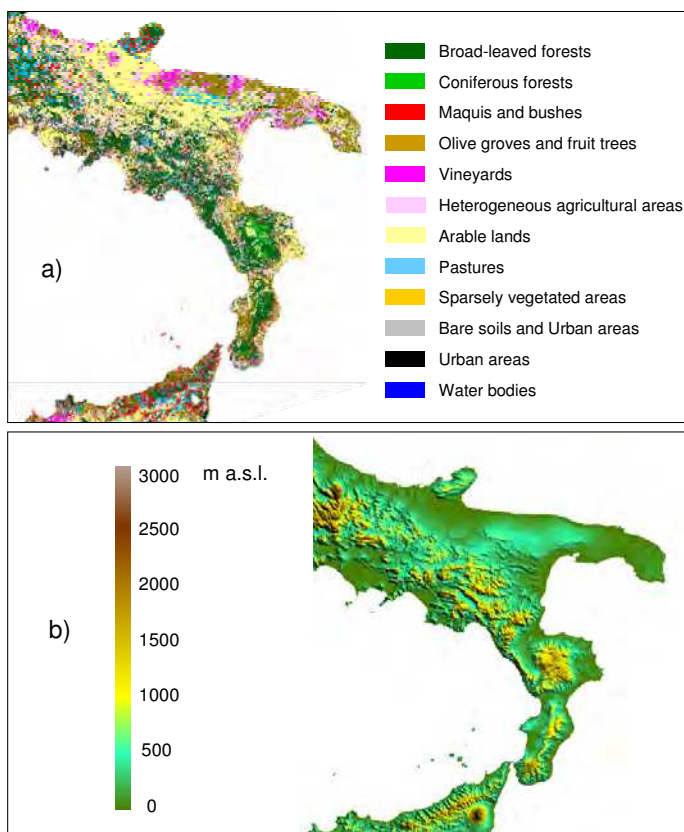 Broad-leaved forests
Coniferous forests
Maquis and bushes
Olive groves and fruit trees
Vineyards
Heterogeneous agricultural areas
Arable lands
a)
Pastures
Sparsely vegetated areas
Bare soils and Urban areas
Urban areas
Water bodies
3000 m a.s.l.
2500
2000
b)
1500
1000
500
0